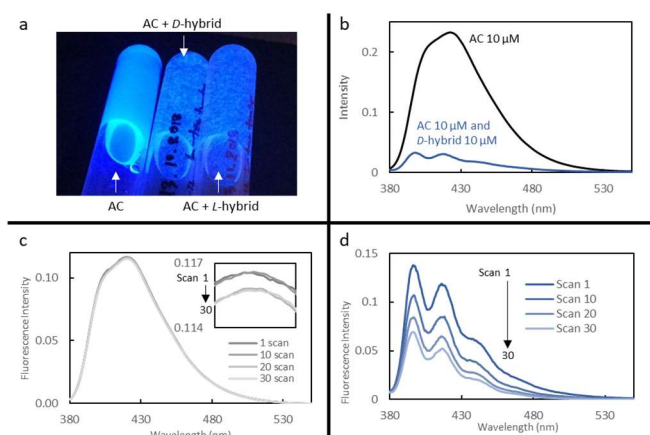 a
AC + D-hybrid
AC
AC + L-hybrid
b
Intensity
0.2
0.1
0
AC 10 µM
AC 10 µM and
D-hybrid 10 µM
380
430
480
530
Wavelength (nm)
c
Fluorescence Intensity
0.10
0.05
0.00
0.117
Scan 1
30
0.114
1 scan
10 scan
20 scan
30 scan
380
430
480
530
Wavelength (nm)
d
Fluorescence Intensity
0.15
0.1
0.05
0
Scan 1
30
Scan 1
Scan 10
Scan 20
Scan 30
380
430
480
530
Wavelength (nm)